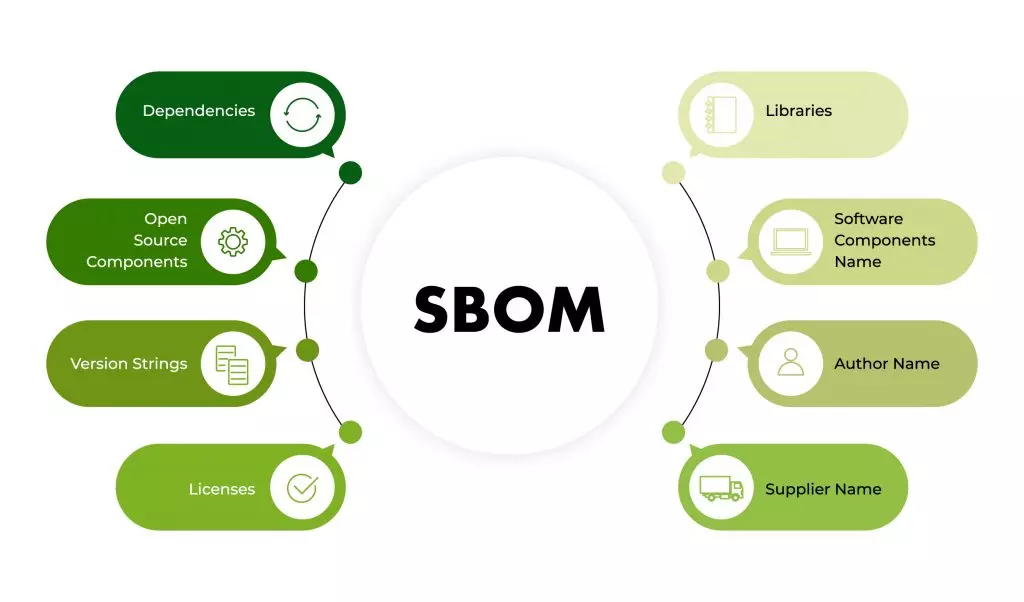 Dependencies
Open
Source
Components
Version Strings
Licenses
SBOM
Libraries
Software
Components
Name
Author Name
Supplier Name